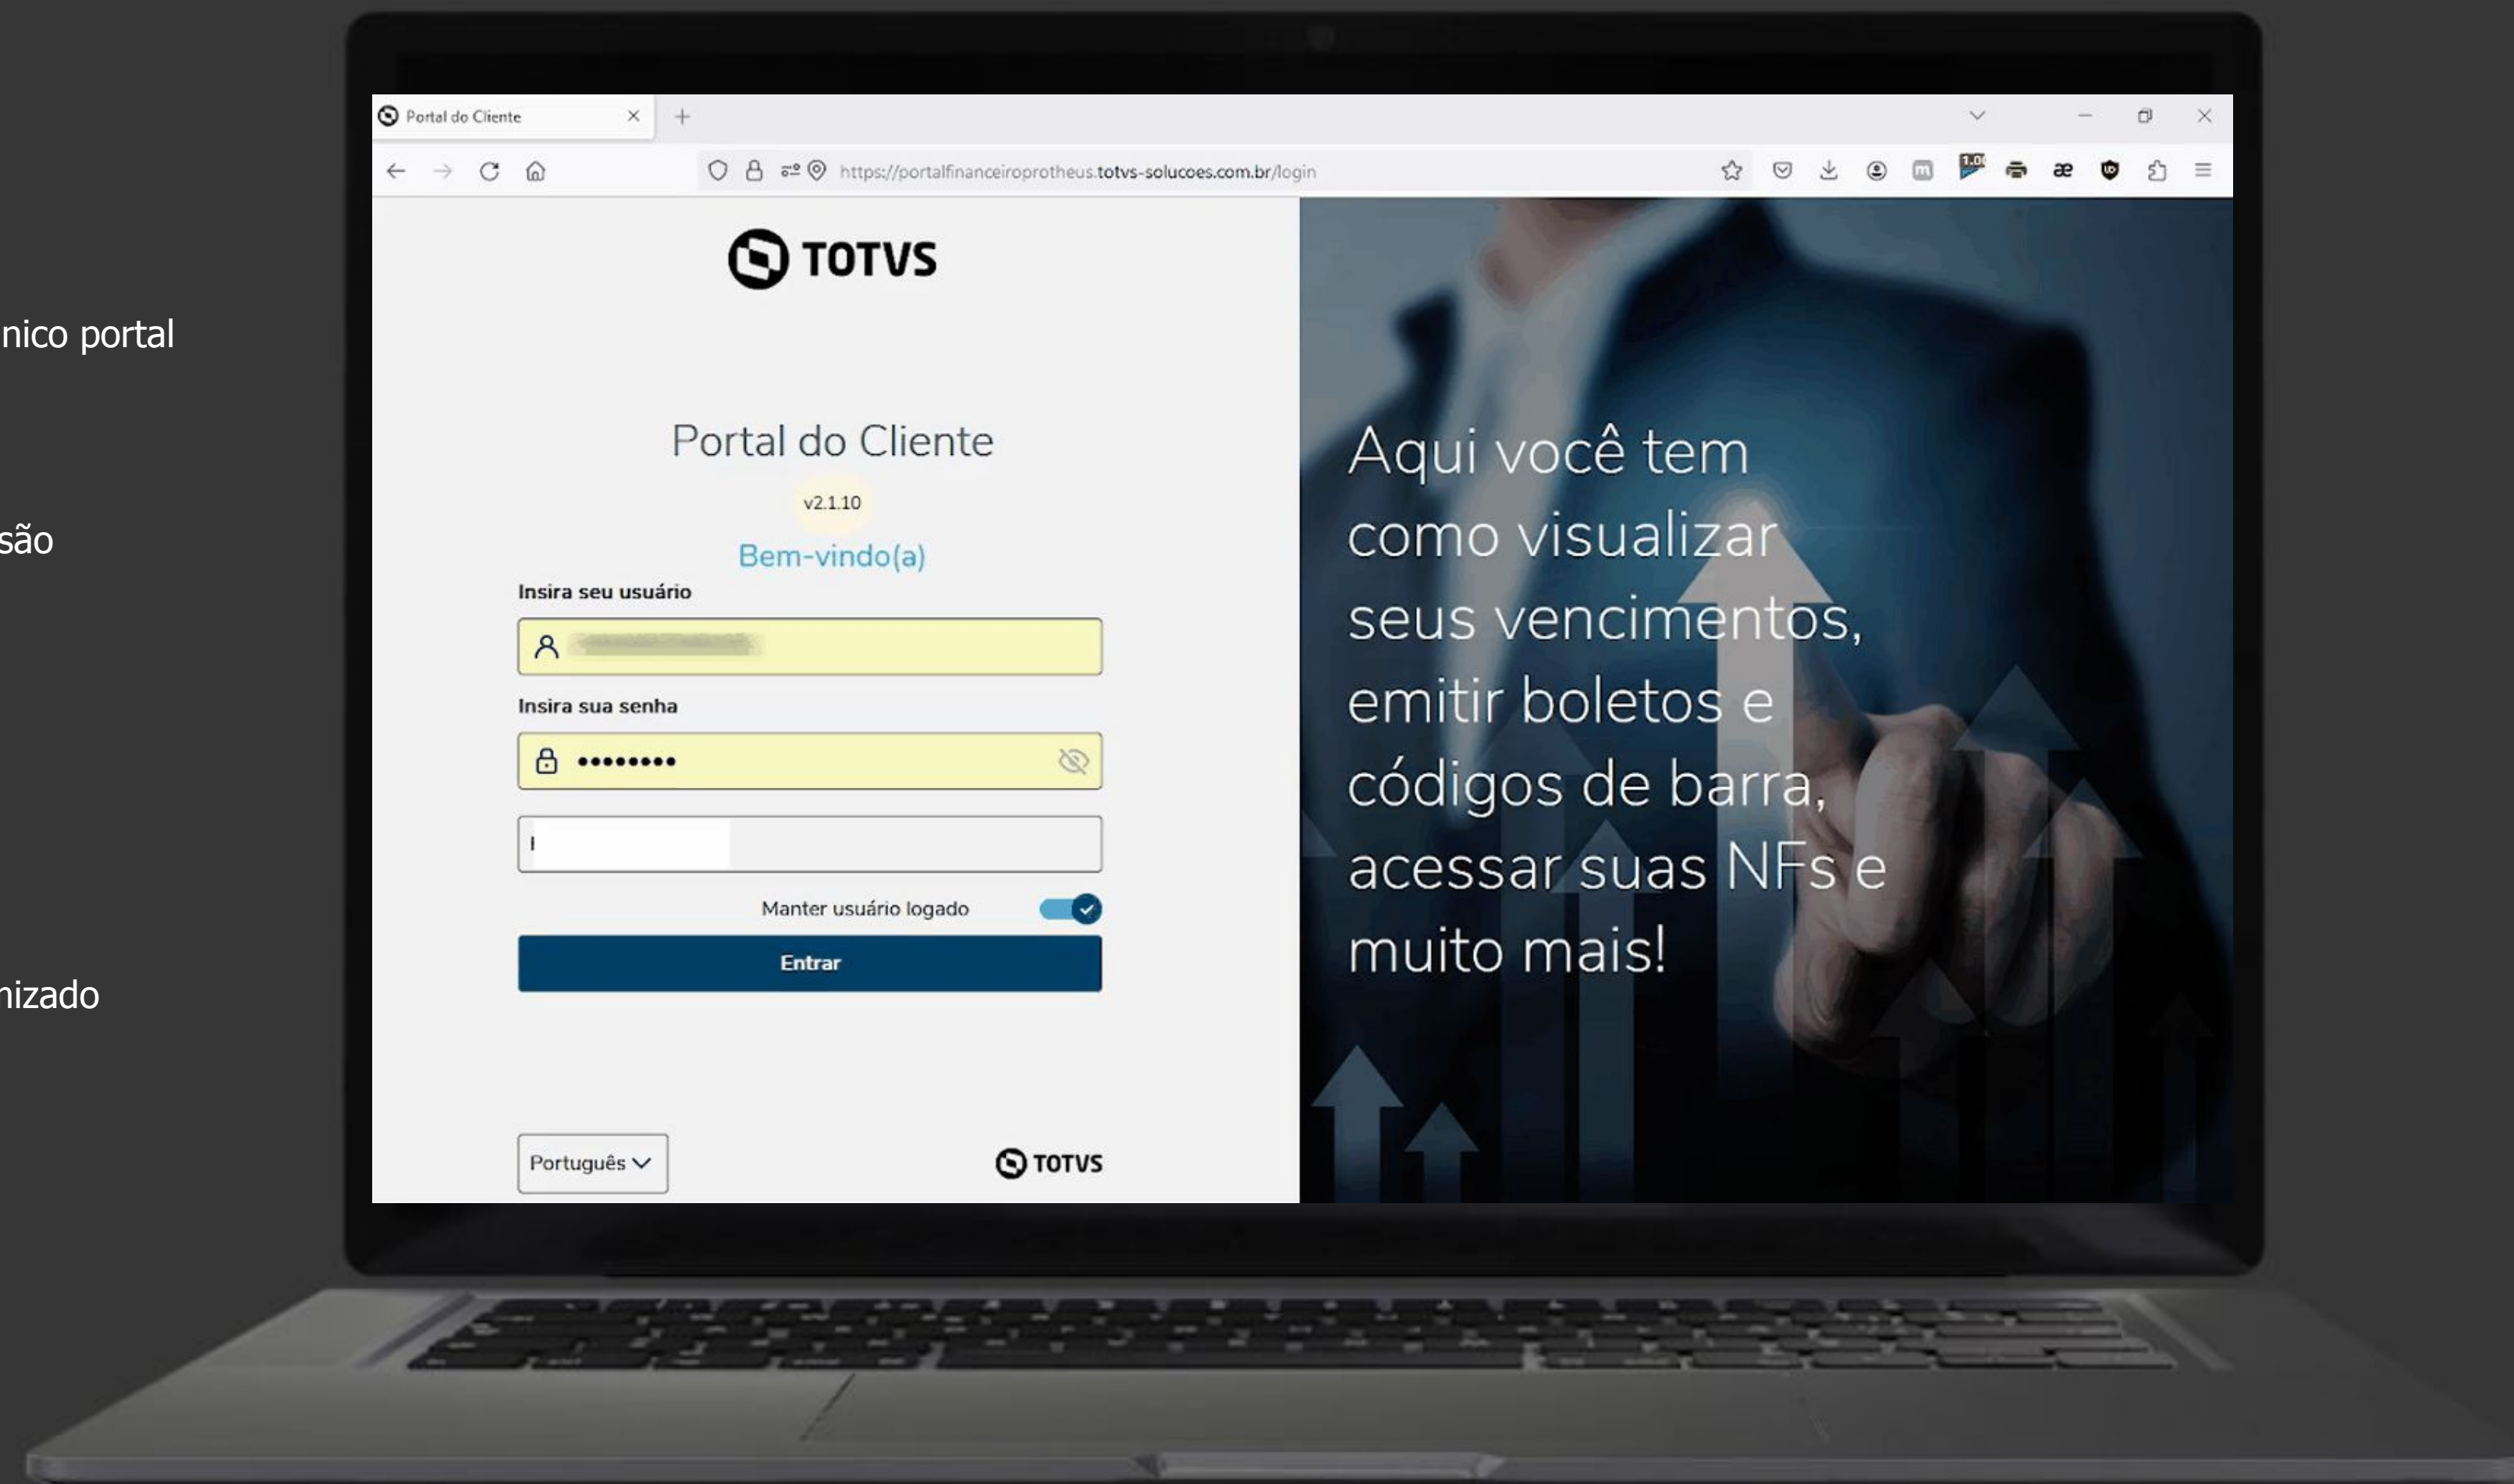 Portal do Cliente
https://portalfinanceiroprotheus.totvs-solucoes.com.br/login
1.00
TOTVS
nico portal
são
nizado
Portal do Cliente
v2.1.10
Bem-vindo(a)
Insira seu usuário
Insira sua senha
Manter usuário logado
Entrar
Português
TOTVS
Aqui você tem
como visualizar
seus vencimentos,
emitir boletos e
códigos de barra,
acessar suas NFs e
muito mais!